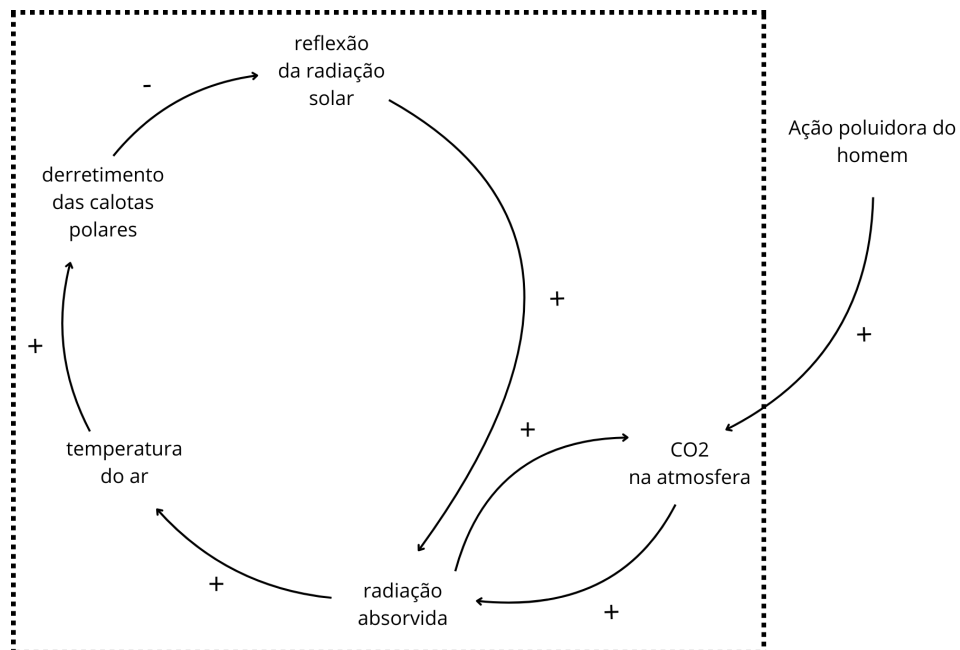 reflexão
da radiação
solar
-
Ação poluidora do
homem
derretimento
das calotas
polares
+
+
+
+
temperatura
do ar
CO2
na atmosfera
+
radiação
absorvida
+